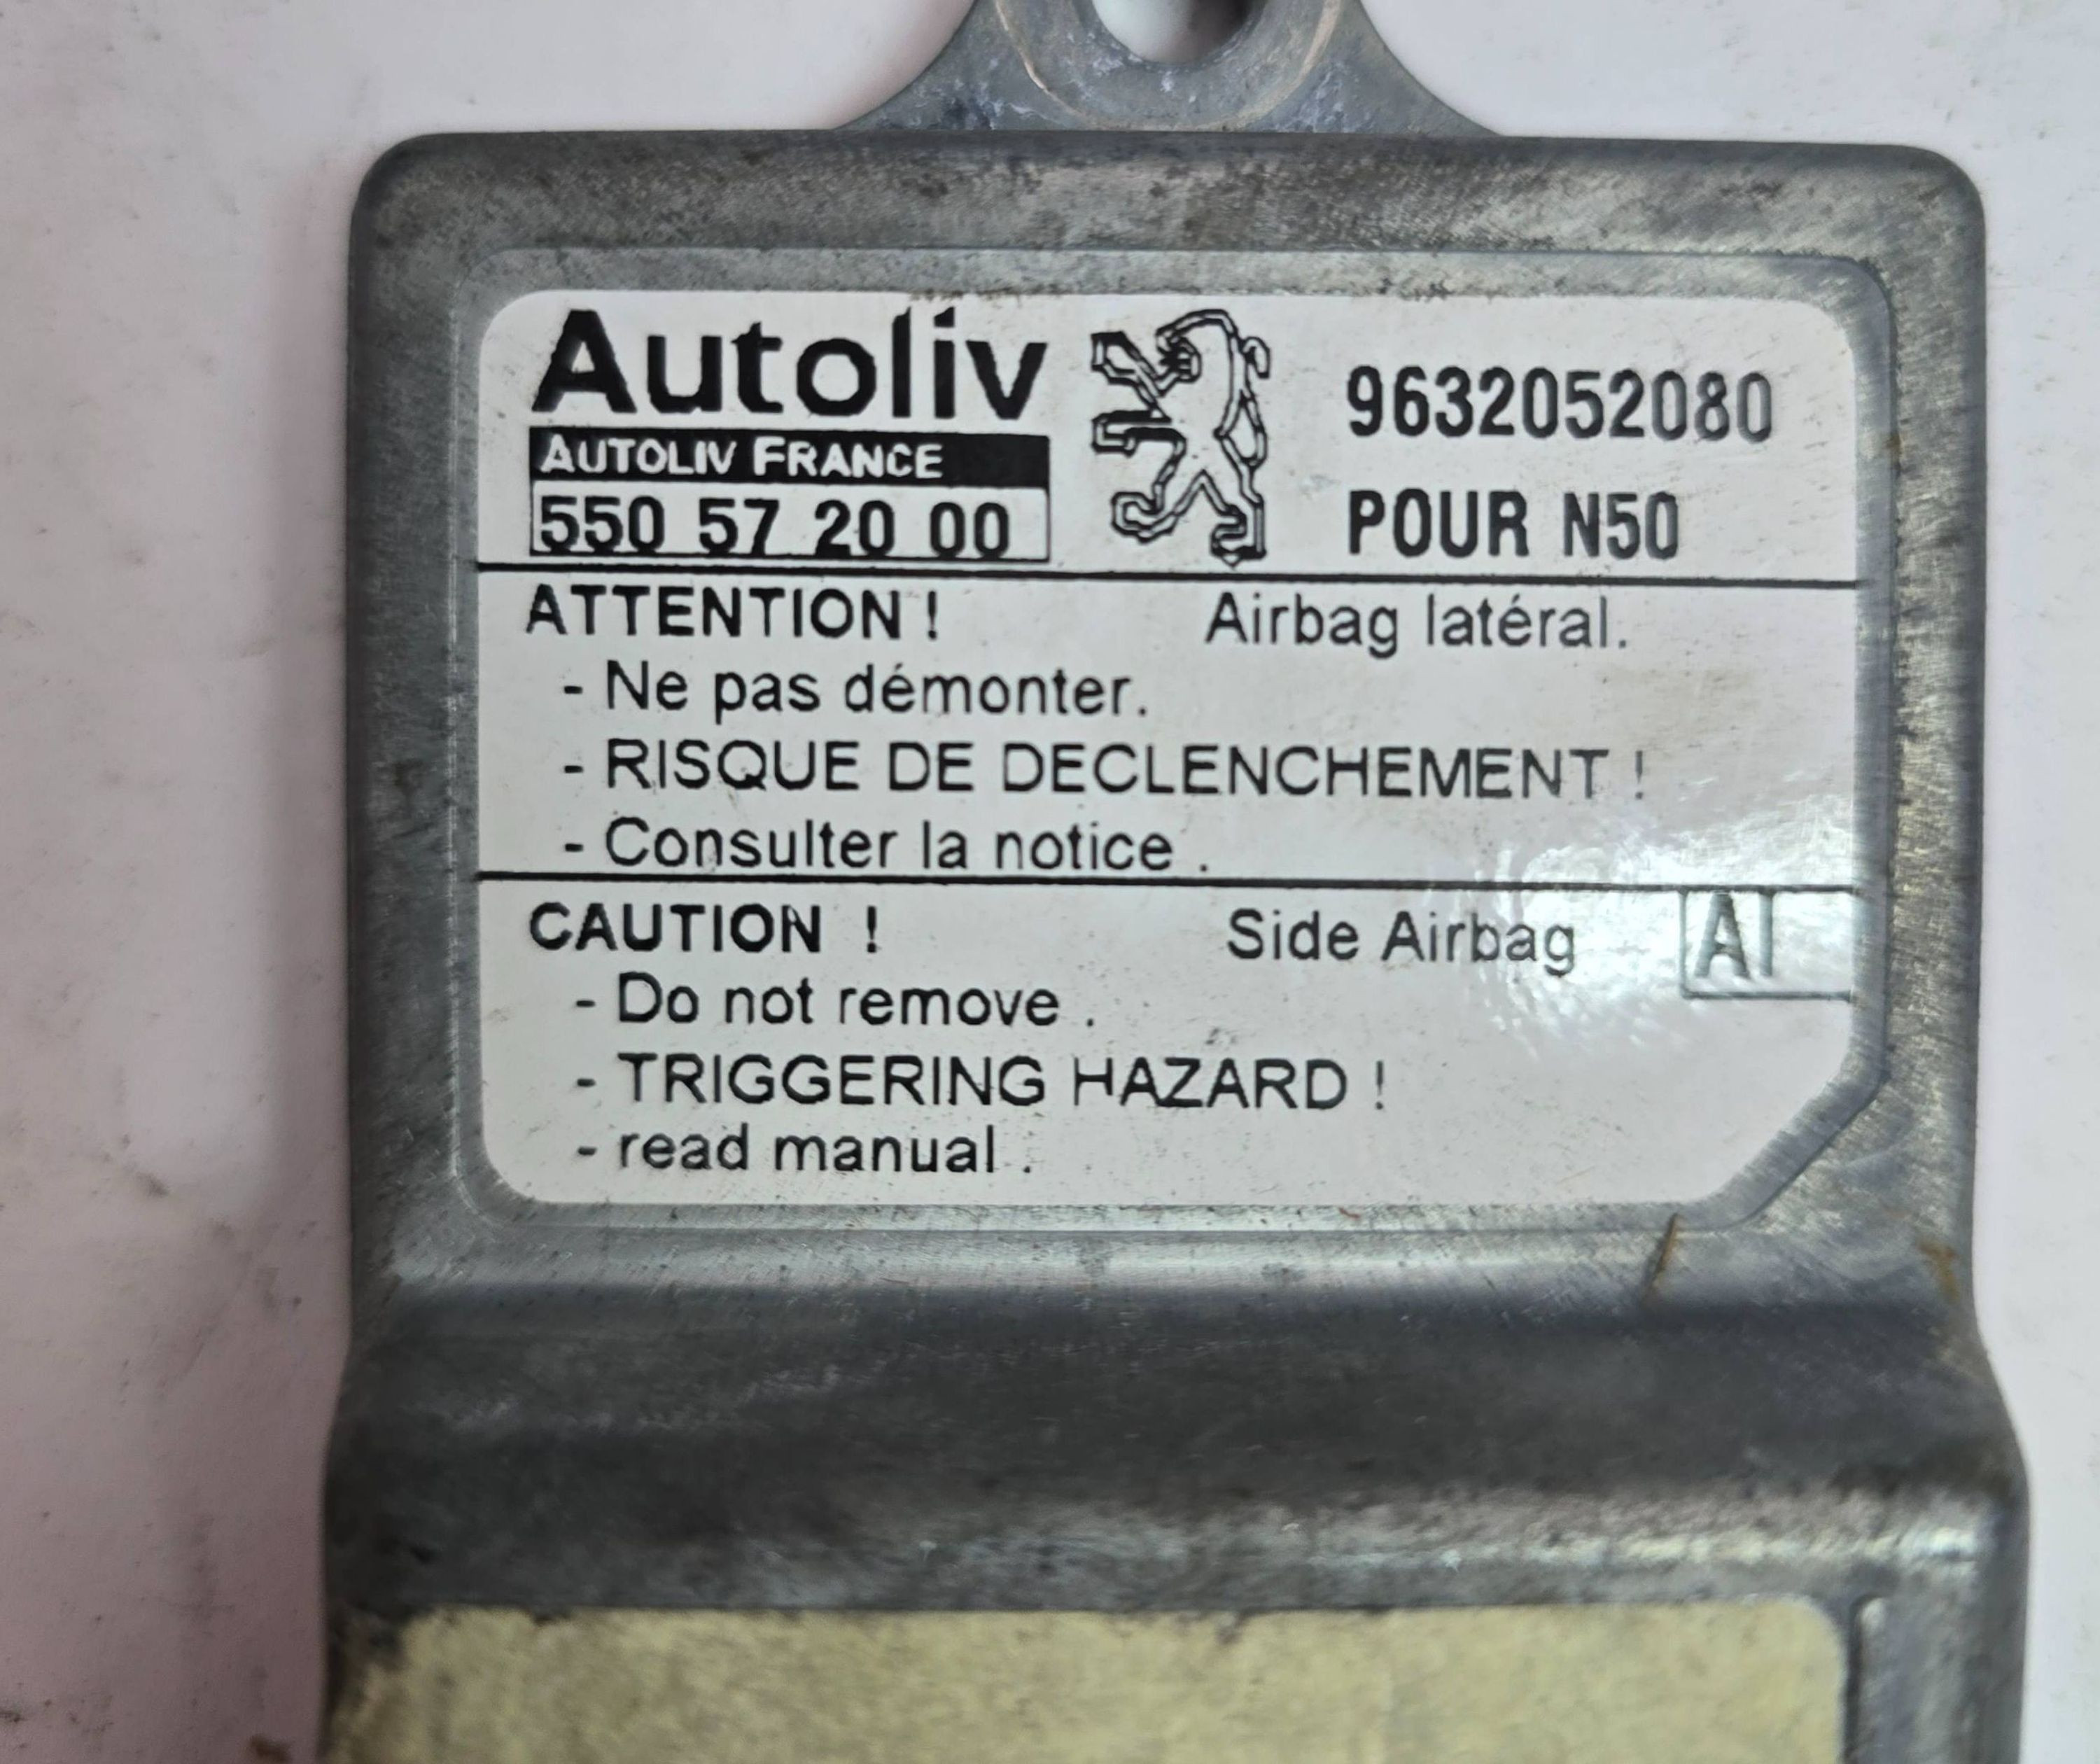 Autoliv
AUTOLIV FRANCE
550 57 20 00
9632052080
POUR N50
ATTENTION ! Airbag latéral.
- Ne pas démonter.
- RISQUE DE DECLENCHEMENT !
- Consulter la notice .
CAUTION ! Side Airbag AI
- Do not remove .
- TRIGGERING HAZARD !
- read manual .